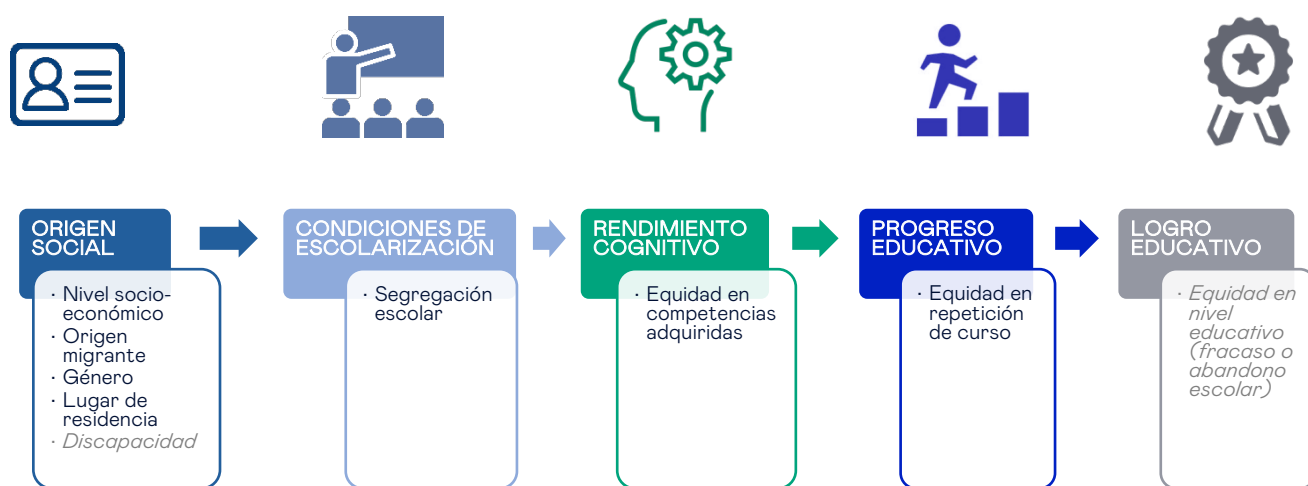 ORIGEN
SOCIAL
· Nivel socio-
económico
· Origen
migrante
· Género
· Lugar de
residencia
· Discapacidad
CONDICIONES DE
ESCOLARIZACIÓN
· Segregación
escolar
RENDIMIENTO
COGNITIVO
· Equidad en
competencias
adquiridas
PROGRESO
EDUCATIVO
· Equidad en
repetición
de curso
LOGRO
EDUCATIVO
· Equidad en
nivel
educativo
(fracaso o
abandono
escolar)